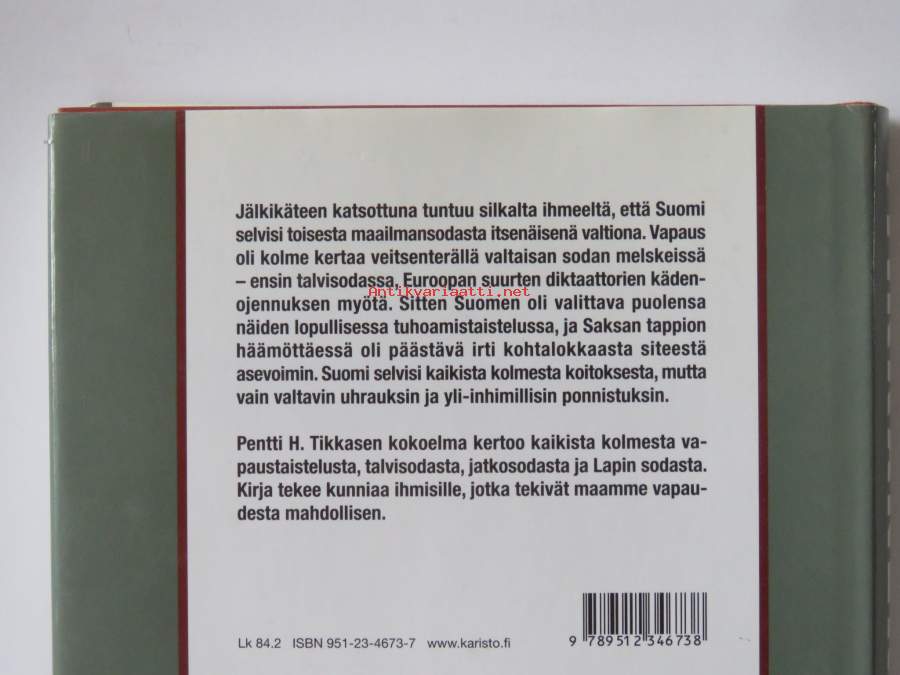 Jälkikäteen katsottuna tuntuu silkalta ihmeeltä, että Suomi
selvisi toisesta maailmansodasta itsenäisenä valtiona. Vapaus
oli kolme kertaa veitsenterällä valtaisan sodan melskeissä
– ensin talvisodassa, Euroopan suurten diktaattorien käden-
Antikvariaatti.net
ojennuksen myötä. Sitten Suomen oli valittava puolensa
näiden lopullisessa tuhoamistaistelussa, ja Saksan tappion
häämöttäessä oli päästävä irti kohtalokkaasta siteestä
asevoimin. Suomi selvisi kaikista kolmesta koitoksesta, mutta
vain valtavin uhrauksin ja yli-inhimillisin ponnistuksin.
Pentti H. Tikkasen kokoelma kertoo kaikista kolmesta va-
paustaistelusta, talvisodasta, jatkosodasta ja Lapin sodasta.
Kirja tekee kunniaa ihmisille, jotka tekivät maamme vapau-
desta mahdollisen.
Lk 84.2 ISBN 951-23-4673-7 www.karisto.fi
9 789512 346738